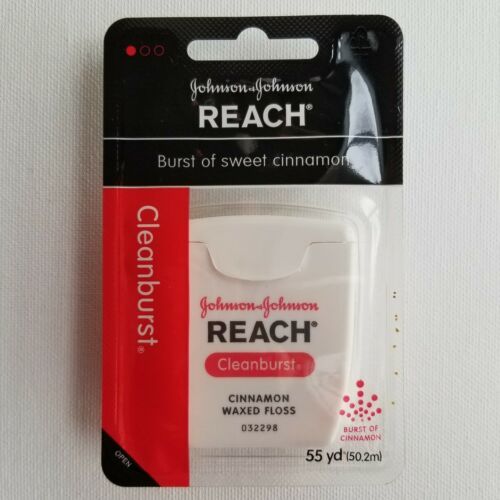 Johnson & Johnson
REACH®
Burst of sweet cinnamon
Cleanburst®
Johnson & Johnson
REACH®
Cleanburst®
CINNAMON
WAXED FLOSS
032298
BURST OF
CINNAMON
55 yd (50.2m)
OPEN